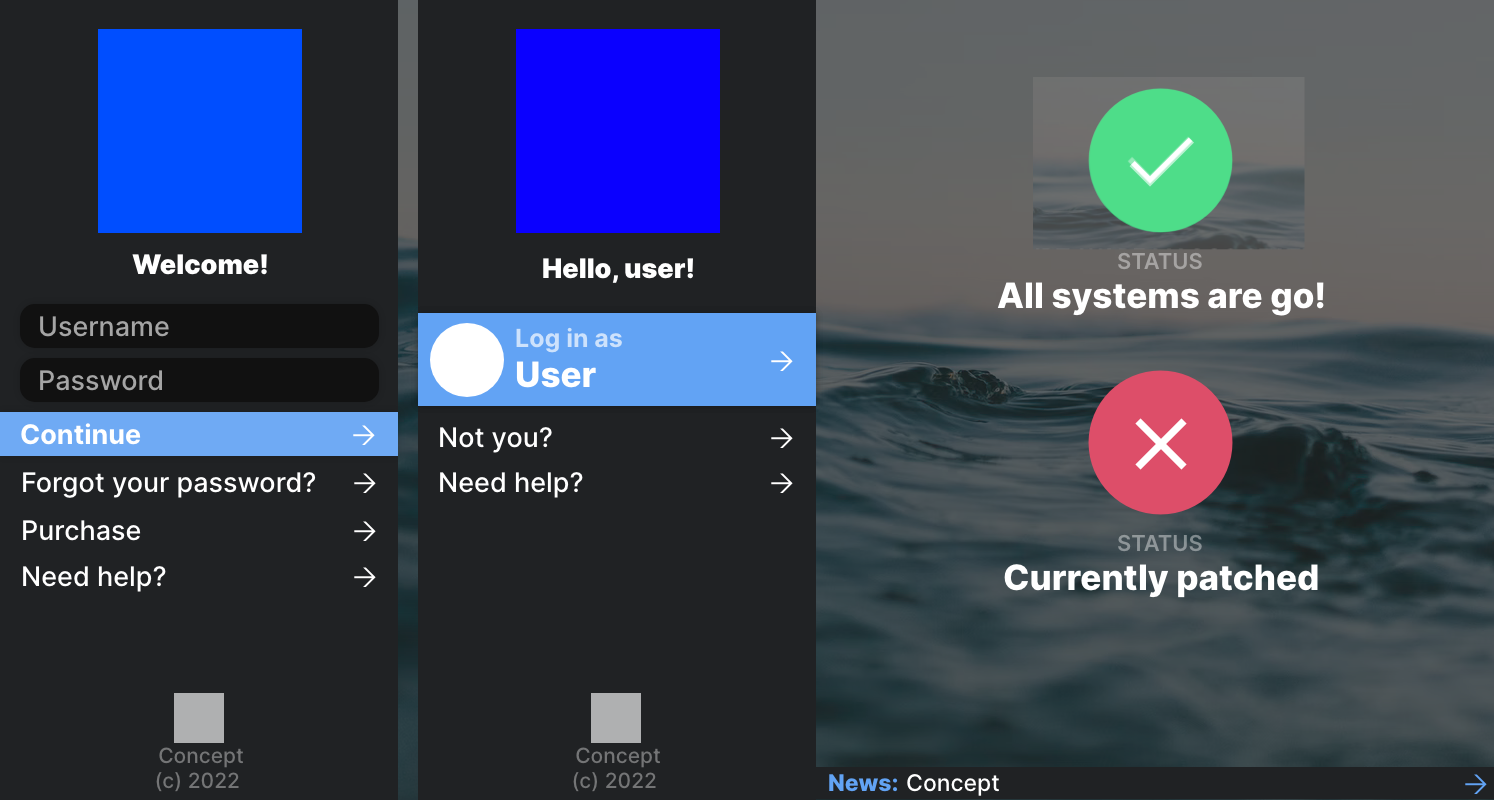 Welcome!
Username
Password
Continue
Forgot your password?
Purchase
Need help?
Concept
(c) 2022
Hello, user!
Log in as
User
Not you?
Need help?
Concept
(c) 2022
STATUS
All systems are go!
STATUS
Currently patched
News: Concept